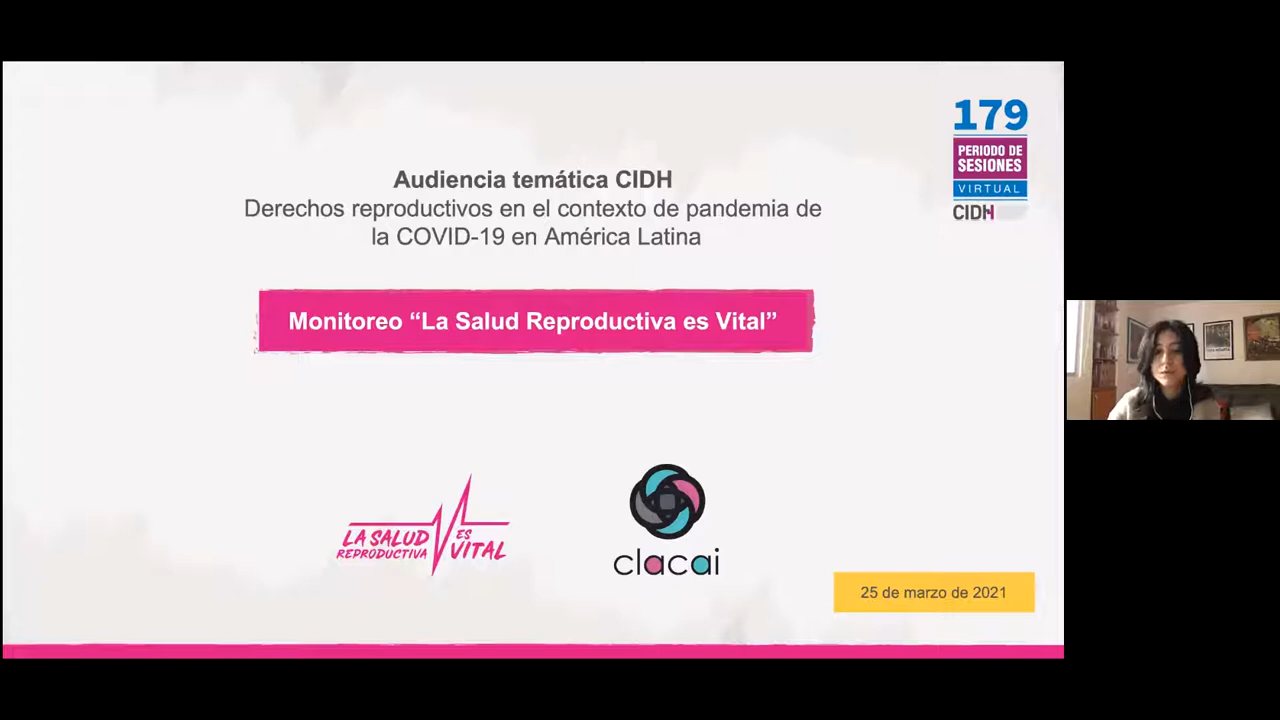 179
PERIODO DE
SESIONES
VIRTUAL
CIDH
Audiencia temática CIDH
Derechos reproductivos en el contexto de pandemia de
la COVID-19 en América Latina
Monitoreo “La Salud Reproductiva es Vital”
LA SALUD ES
REPRODUCTIVA VITAL
clacai
25 de marzo de 2021